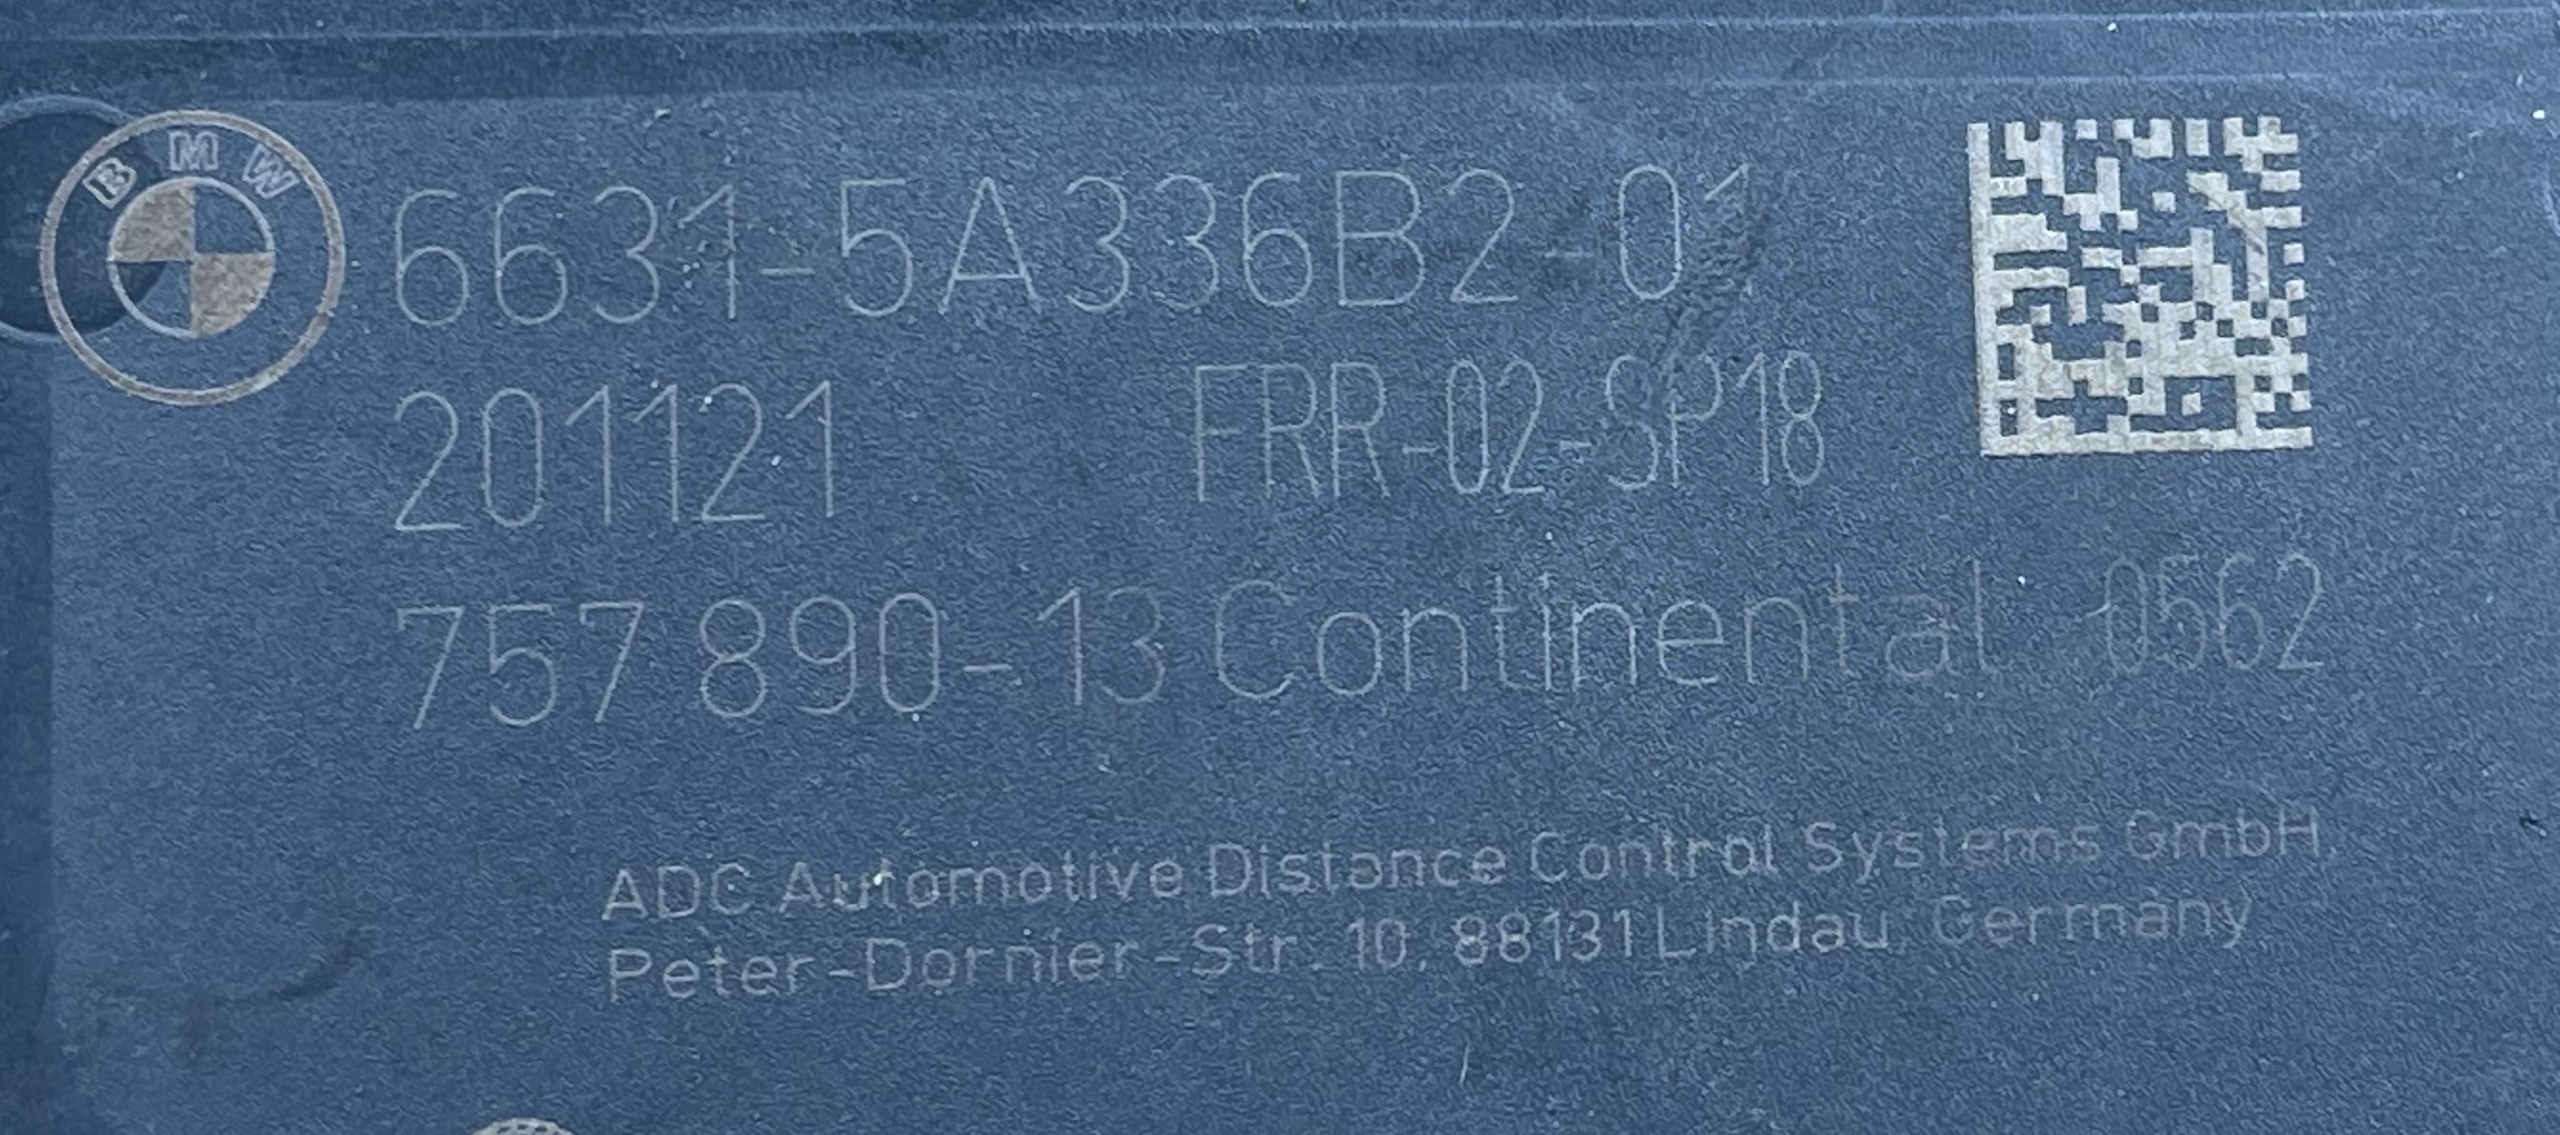 BMW
6631-5A336B2-01
201121 FRR-02-SP18
757 890-13 Continental 0562
ADC Automotive Distance Control Systems GmbH,
Peter-Dornier-Str. 10, 88131 Lindau, Germany